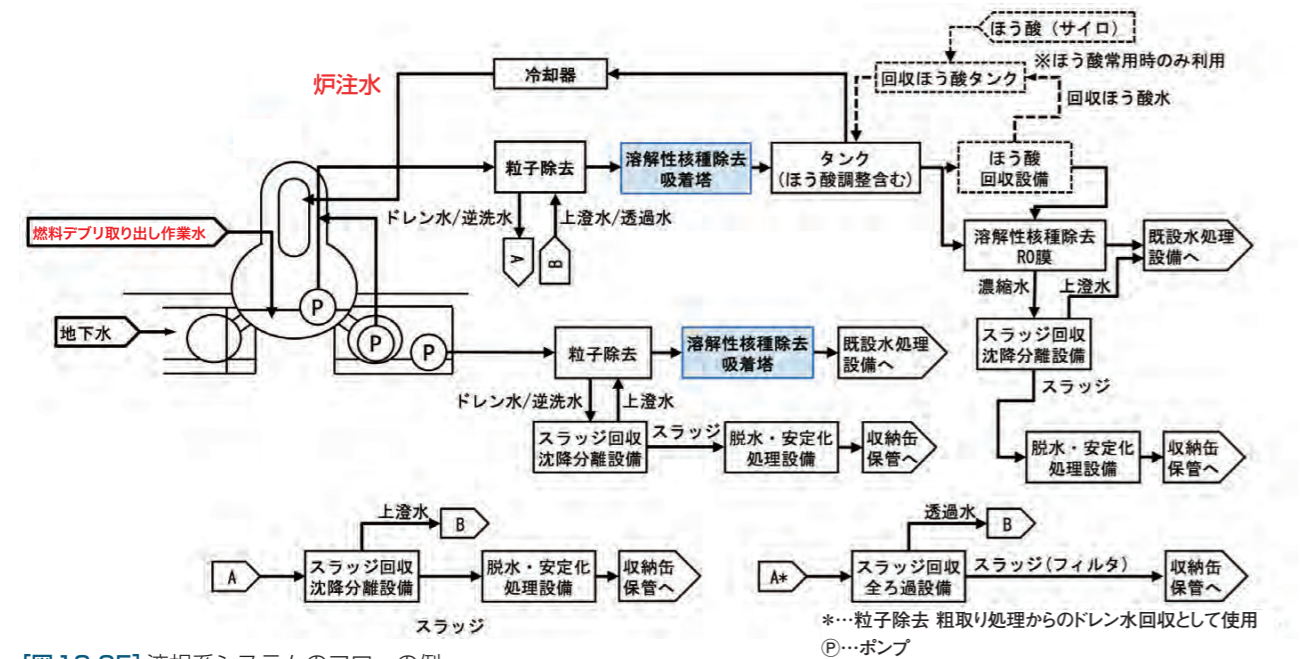 ほう酸（サイロ）
※ほう酸常用時のみ利用
回収ほう酸タンク
回収ほう酸水
冷却器
炉注水
粒子除去
溶解性核種除去
吸着塔
タンク
(ほう酸調整含む)
ほう酸
回収設備
ドレン水/逆洗水
上澄水/透過水
A
B
燃料デブリ取り出し作業水
溶解性核種除去
RO膜
既設水処理
設備へ
濃縮水
上澄水
P
地下水
P
P
粒子除去
溶解性核種除去
吸着塔
既設水処理
設備へ
スラッジ回収
沈降分離設備
スラッジ
ドレン水/逆洗水
上澄水
スラッジ回収
沈降分離設備
スラッジ
脱水・安定化
処理設備
収納缶
保管へ
脱水・安定化
処理設備
収納缶
保管へ
上澄水
B
A
スラッジ回収
沈降分離設備
脱水・安定化
処理設備
収納缶
保管へ
スラッジ
透過水
B
A*
スラッジ回収
全ろ過設備
スラッジ(フィルタ)
収納缶
保管へ
*…粒子除去 粗取り処理からのドレン水回収として使用
Ⓟ…ポンプ